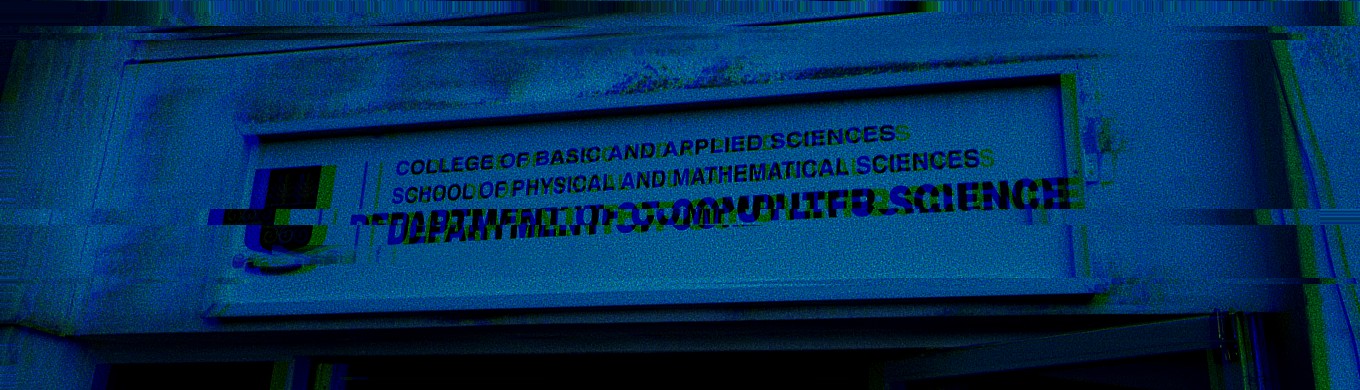 COLLEGE OF BASIC AND APPLIED SCIENCES
SCHOOL OF PHYSICAL AND MATHEMATICAL SCIENCES
DEPARTMENT OF COMPUTER SCIENCE